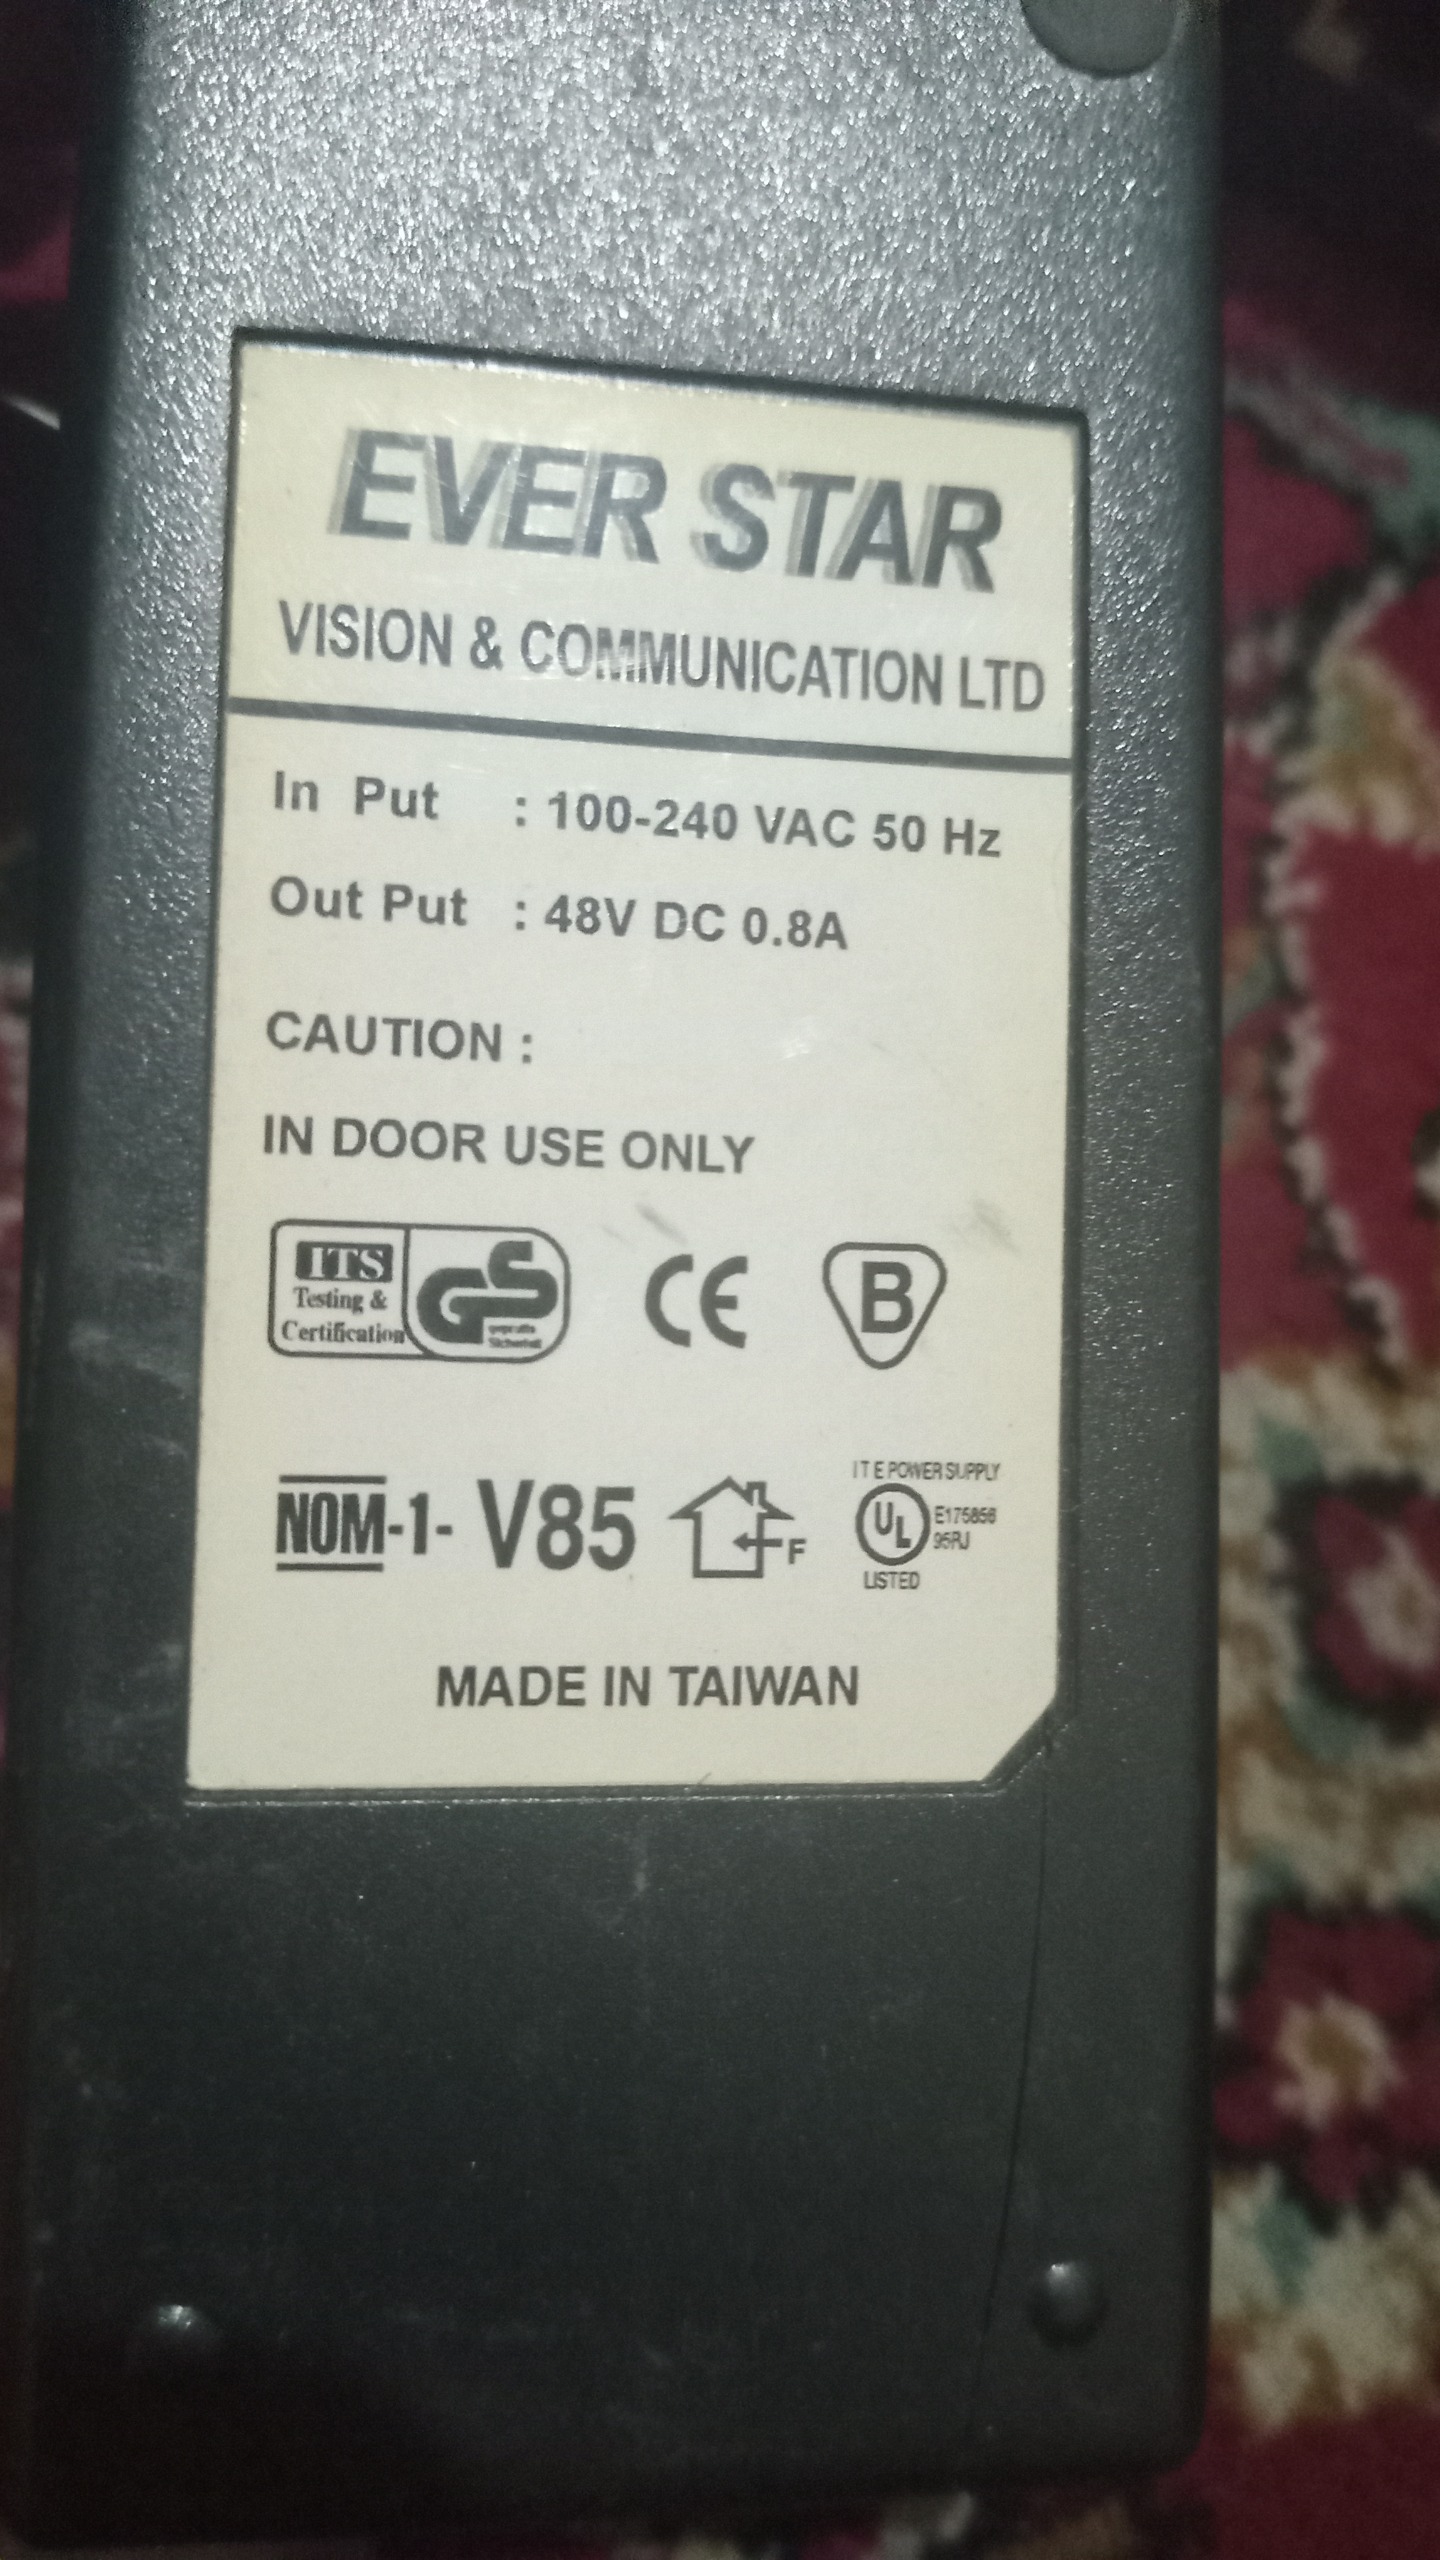 EVER STAR
VISION & COMMUNICATION LTD
In Put : 100-240 VAC 50 Hz
Out Put : 48V DC 0.8A
CAUTION :
IN DOOR USE ONLY
ITS
Testing &
Certification
GS
geprüfte
Sicherheit
CE
B
NOM-1- V85
F
I T E POWER SUPPLY
UL
E175856
95RJ
LISTED
MADE IN TAIWAN